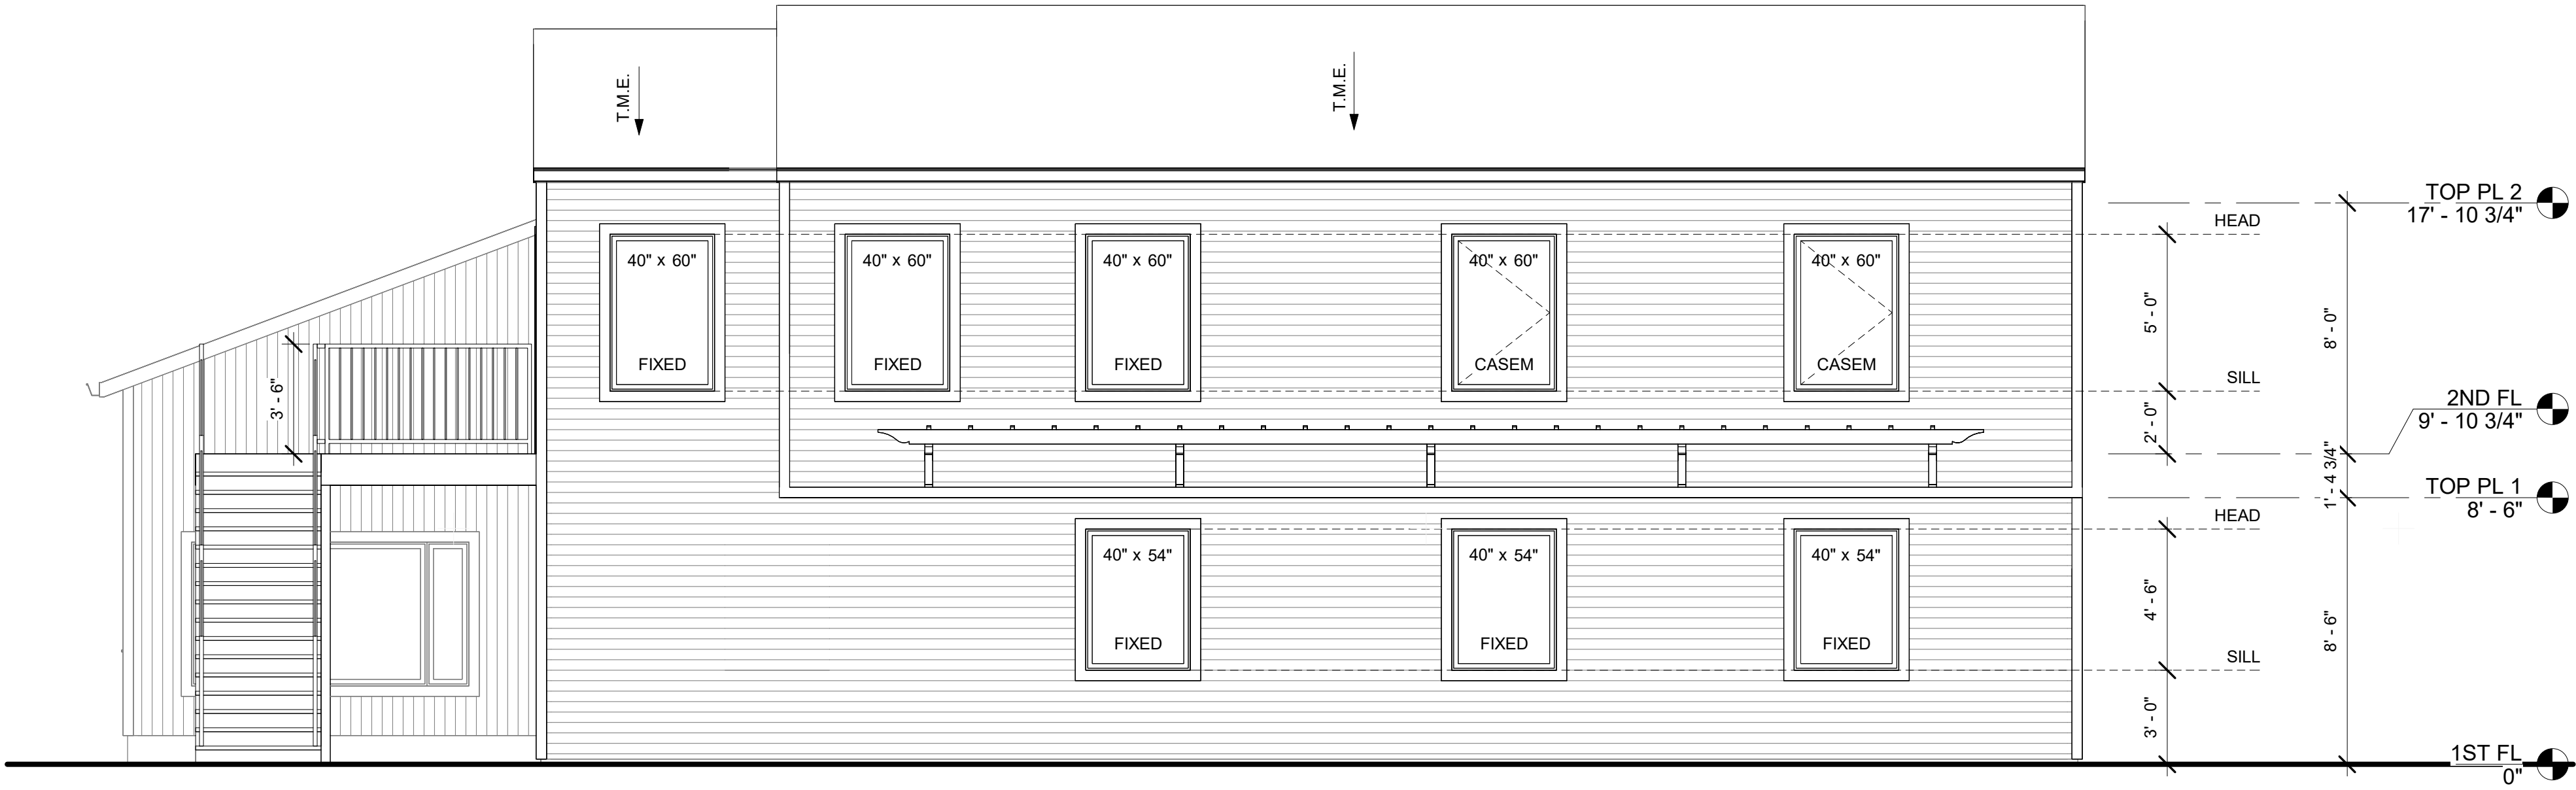 T.M.E.
T.M.E.
TOP PL 2
17' - 10 3/4"
HEAD
40" x 60"
40" x 60"
40" x 60"
40" x 60"
40" x 60"
5' - 0"
8' - 0"
FIXED
FIXED
FIXED
CASEM
CASEM
SILL
3' - 6"
2ND FL
9' - 10 3/4"
2' - 0"
1' - 4 3/4"
TOP PL 1
8' - 6"
HEAD
40" x 54"
40" x 54"
40" x 54"
4' - 6"
8' - 6"
FIXED
FIXED
FIXED
SILL
3' - 0"
1ST FL
0"